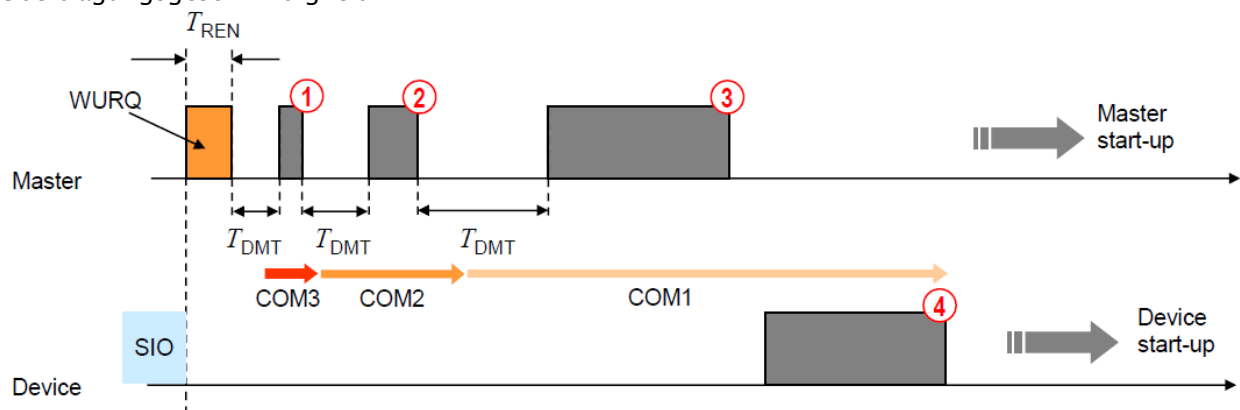 T_REN
WURQ
1
2
3
Master
start-up
Master
T_DMT
T_DMT
T_DMT
COM3
COM2
COM1
4
SIO
Device
start-up
Device